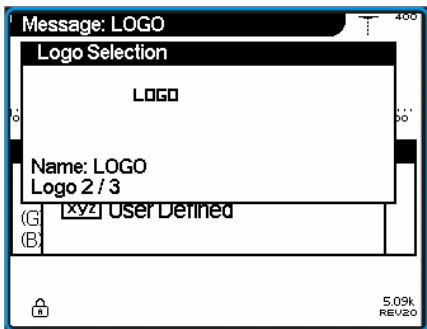 Message: LOGO
400
Logo Selection
LOGO
Name: LOGO
Logo 2 / 3
xyz User Defined
(G)
(B)
5.09k
REV20